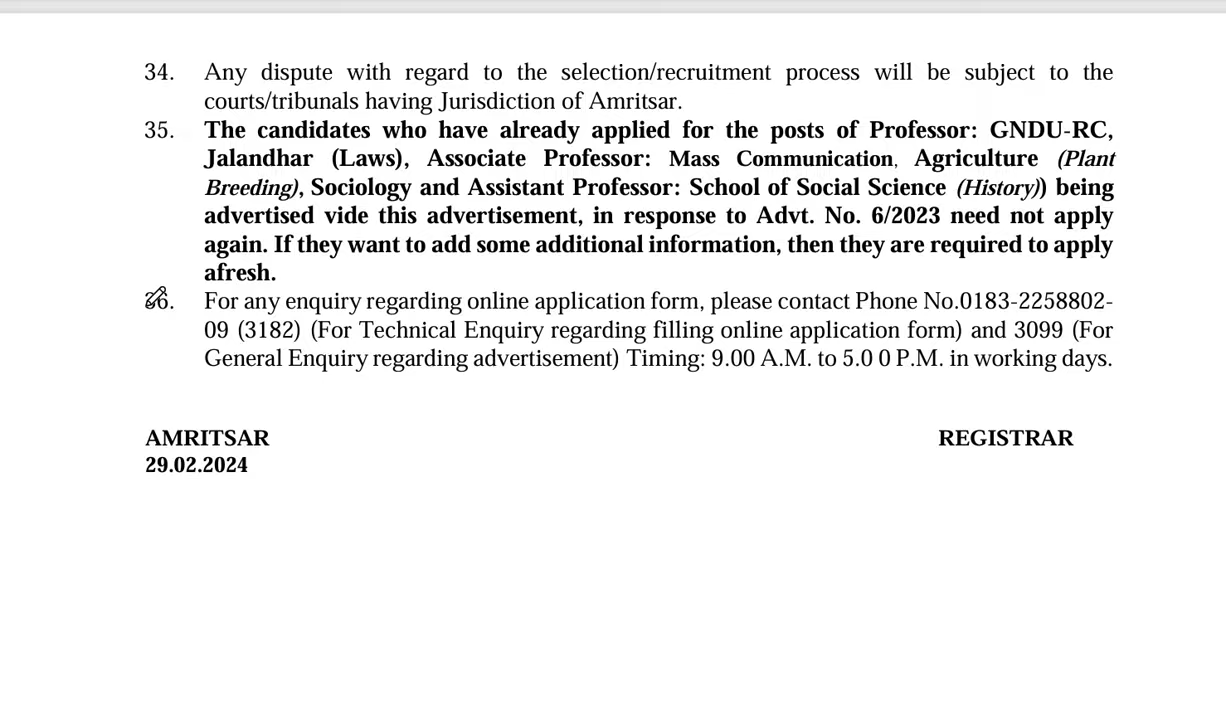 34. Any dispute with regard to the selection/recruitment process will be subject to the
courts/tribunals having Jurisdiction of Amritsar.
35. The candidates who have already applied for the posts of Professor: GNDU-RC,
Jalandhar (Laws), Associate Professor: Mass Communication, Agriculture (Plant
Breeding), Sociology and Assistant Professor: School of Social Science (History)) being
advertised vide this advertisement, in response to Advt. No. 6/2023 need not apply
again. If they want to add some additional information, then they are required to apply
afresh.
36. For any enquiry regarding online application form, please contact Phone No.0183-2258802-
09 (3182) (For Technical Enquiry regarding filling online application form) and 3099 (For
General Enquiry regarding advertisement) Timing: 9.00 A.M. to 5.0 0 P.M. in working days.
AMRITSAR REGISTRAR
29.02.2024